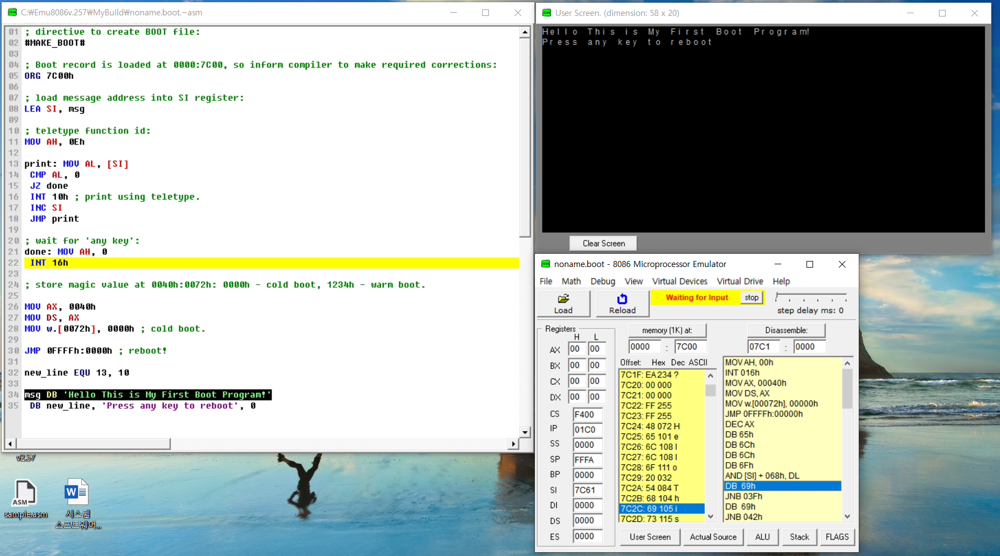 C:₩Emu8086v.257₩MyBuild₩noname.boot.~asm
01 ; directive to create BOOT file:
02 #MAKE_BOOT#
03
04 ; Boot record is loaded at 0000:7C00, so inform compiler to make required corrections:
05 ORG 7C00h
06
07 ; load message address into SI register:
08 LEA SI, msg
09
10 ; teletype function id:
11 MOV AH, 0Eh
12
13 print: MOV AL, [SI]
14 CMP AL, 0
15 JZ done
16 INT 10h ; print using teletype.
17 INC SI
18 JMP print
19
20 ; wait for 'any key':
21 done: MOV AH, 0
22 INT 16h
23
24 ; store magic value at 0040h:0072h: 0000h - cold boot, 1234h - warm boot.
25
26 MOV AX, 0040h
27 MOV DS, AX
28 MOV w.[0072h], 0000h ; cold boot.
29
30 JMP 0FFFFh:0000h ; reboot!
31
32 new_line EQU 13, 10
33
34 msg DB 'Hello This is My First Boot Program!'
35 DB new_line, 'Press any key to reboot', 0
User Screen. (dimension: 58 x 20)
Hello This is My First Boot Program!
Press any key to reboot
Clear Screen
noname.boot - 8086 Microprocessor Emulator
File Math Debug View Virtual Devices Virtual Drive Help
Load
Reload
Waiting for Input
stop
step delay ms: 0
Registers
H L
AX 00 00
BX 00 00
CX 00 00
DX 00 00
CS F400
IP 01C0
SS 0000
SP FFFA
BP 0000
SI 7C61
DI 0000
DS 0000
ES 0000
memory (1K) at:
0000 : 7C00
Offset: Hex Dec ASCII
7C1F: EA 234 ?
7C20: 00 000
7C21: 00 000
7C22: FF 255
7C23: FF 255
7C24: 48 072 H
7C25: 65 101 e
7C26: 6C 108 l
7C27: 6C 108 l
7C28: 6F 111 o
7C29: 20 032
7C2A: 54 084 T
7C2B: 68 104 h
7C2C: 69 105 i
7C2D: 73 115 s
Disassemble:
07C1 : 0000
MOV AH, 00h
INT 016h
MOV AX, 00040h
MOV DS, AX
MOV w.[00072h], 00000h
JMP 0FFFFh:00000h
DEC AX
DB 65h
DB 6Ch
DB 6Ch
DB 6Fh
AND [SI] + 068h, DL
DB 69h
JNB 03Fh
DB 69h
JNB 042h
User Screen
Actual Source
ALU
Stack
FLAGS
v2.57
ASM
sample.asm
W
시스템
소프트웨어...